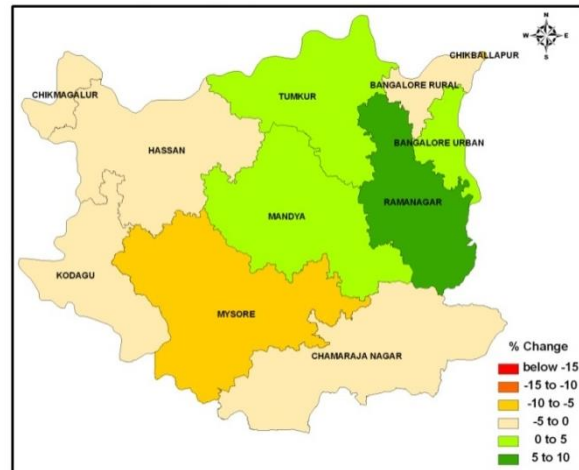 N
W E
S
CHIKBALLAPUR
BANGALORE RURAL
CHIKMAGALUR
TUMKUR
BANGALORE URBAN
HASSAN
RAMANAGAR
MANDYA
KODAGU
MYSORE
CHAMARAJA NAGAR
% Change
below -15
-15 to -10
-10 to -5
-5 to 0
0 to 5
5 to 10